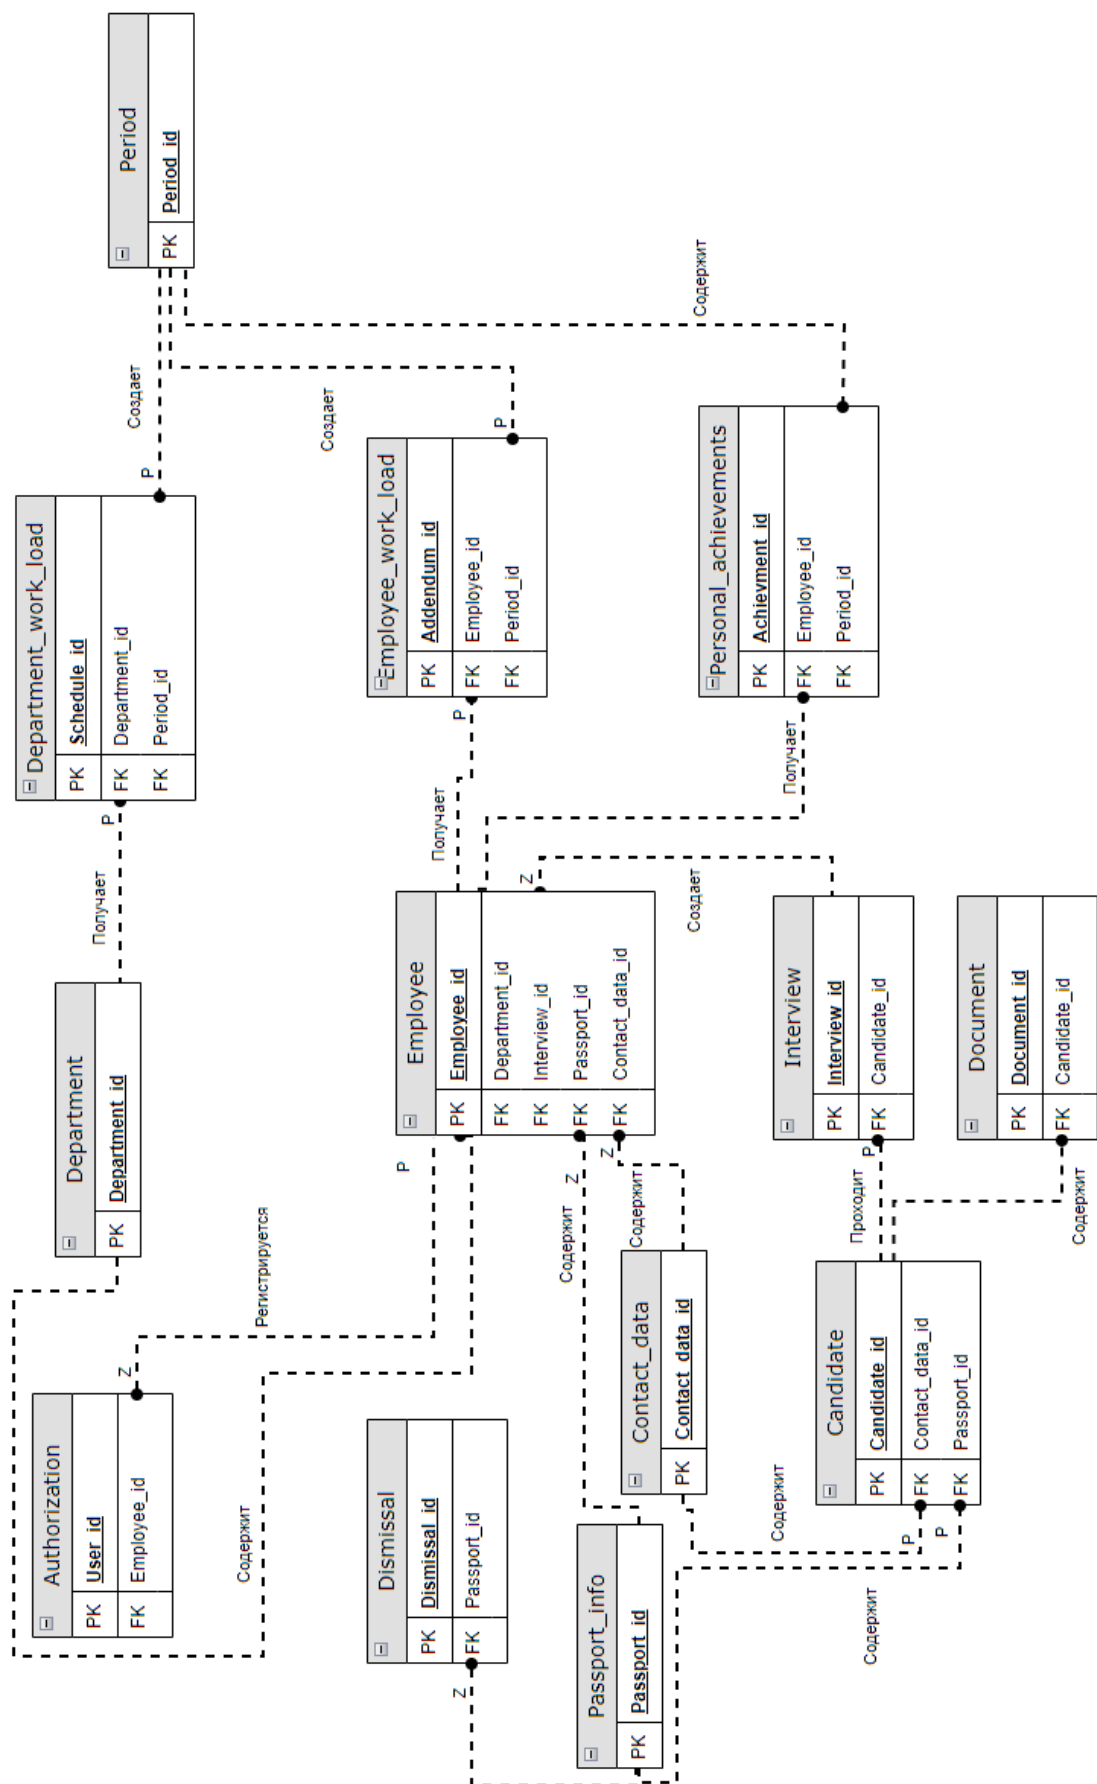 Authorization
PK User_id
FK Employee_id
Z
Регистрируется
Содержит
Department
PK Department_id
Получает
P
Department_work_load
PK Schedule_id
FK Department_id
FK Period_id
P
Создает
Period
PK Period_id
Dismissal
PK Dismissal_id
FK Passport_id
Z
P
Employee
PK Employee_id
FK Department_id
FK Interview_id
FK Passport_id
FK Contact_data_id
Z
Z
Z
Содержит
Содержит
Получает
P
Employee_work_load
PK Addendum_id
FK Employee_id
FK Period_id
P
Создает
Passport_info
PK Passport_id
Contact_data
PK Contact_data_id
Создает
Получает
Personal_achievements
PK Achievment_id
FK Employee_id
FK Period_id
Содержит
Содержит
P
P
Содержит
Candidate
PK Candidate_id
FK Contact_data_id
FK Passport_id
Проходит
P
Interview
PK Interview_id
FK Candidate_id
Содержит
Document
PK Document_id
FK Candidate_id